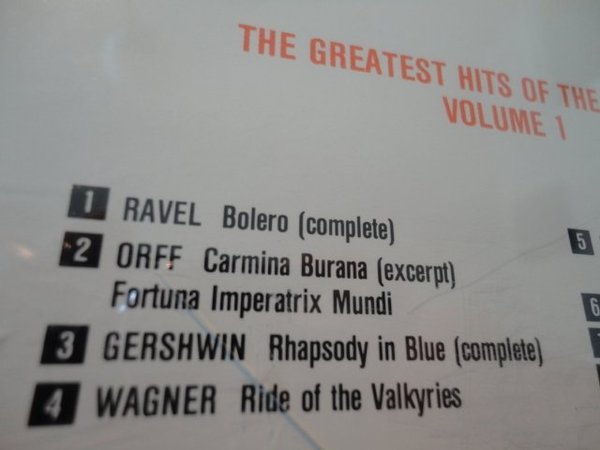 THE GREATEST HITS OF THE
VOLUME 1
1 RAVEL Bolero (complete)
2 ORFF Carmina Burana (excerpt)
Fortuna Imperatrix Mundi
3 GERSHWIN Rhapsody in Blue (complete)
4 WAGNER Ride of the Valkyries
5
6